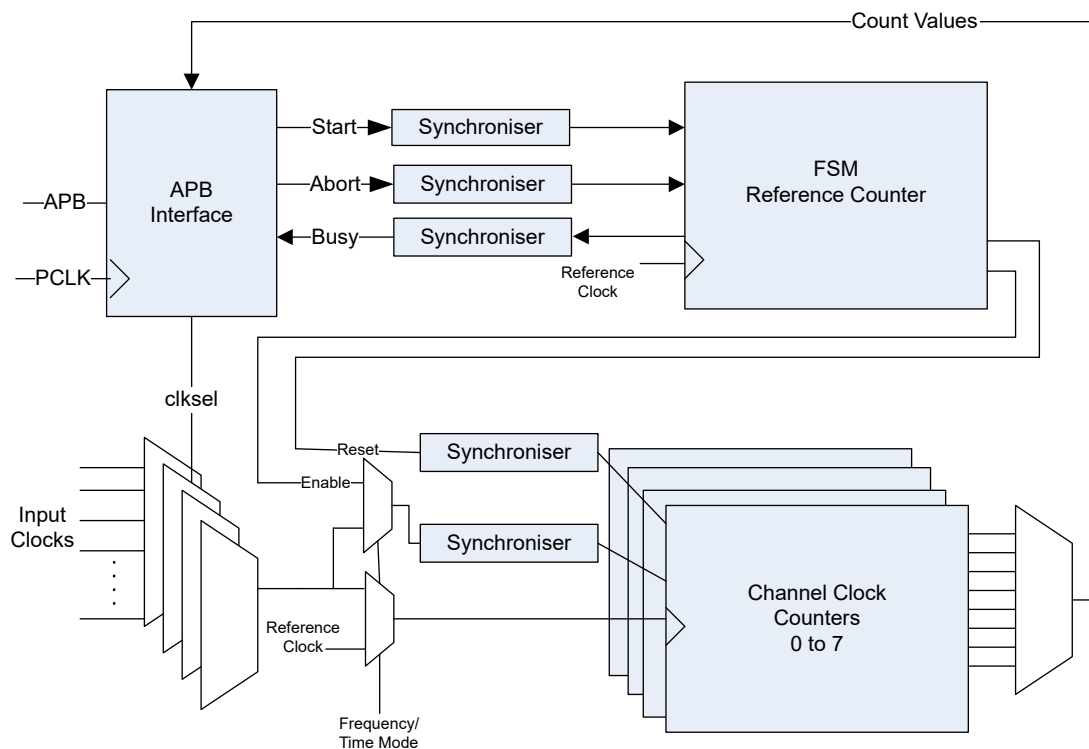 Count Values
Start
Synchroniser
Abort
Synchroniser
Busy
Synchroniser
APB
Interface
APB
PCLK
FSM
Reference Counter
Reference
Clock
clksel
Reset
Synchroniser
Enable
Synchroniser
Input
Clocks
Reference
Clock
Channel Clock
Counters
0 to 7
Frequency/
Time Mode